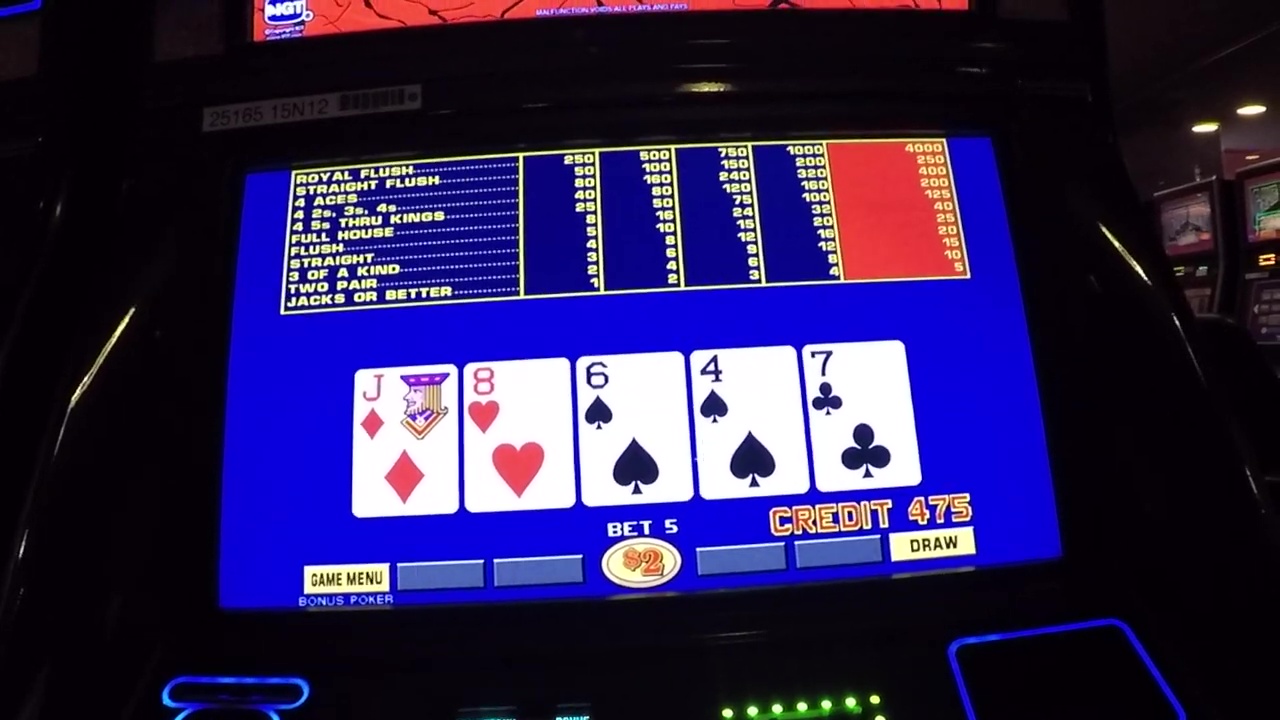 IGT
MALFUNCTION VOIDS ALL PLAYS AND PAYS
25165 15N12
ROYAL FLUSH 250 500 750 1000 4000
STRAIGHT FLUSH 50 100 150 200 250
4 ACES 80 160 240 320 400
4 2s, 3s, 4s 40 80 120 160 200
4 5s THRU KINGS 25 50 75 100 125
FULL HOUSE 8 16 24 32 40
FLUSH 5 10 15 20 25
STRAIGHT 4 8 12 16 20
3 OF A KIND 3 6 9 12 15
TWO PAIR 2 4 6 8 10
JACKS OR BETTER 1 2 3 4 5
J 8 6 4 7
BET 5
CREDIT 475
GAME MENU
$2
DRAW
BONUS POKER